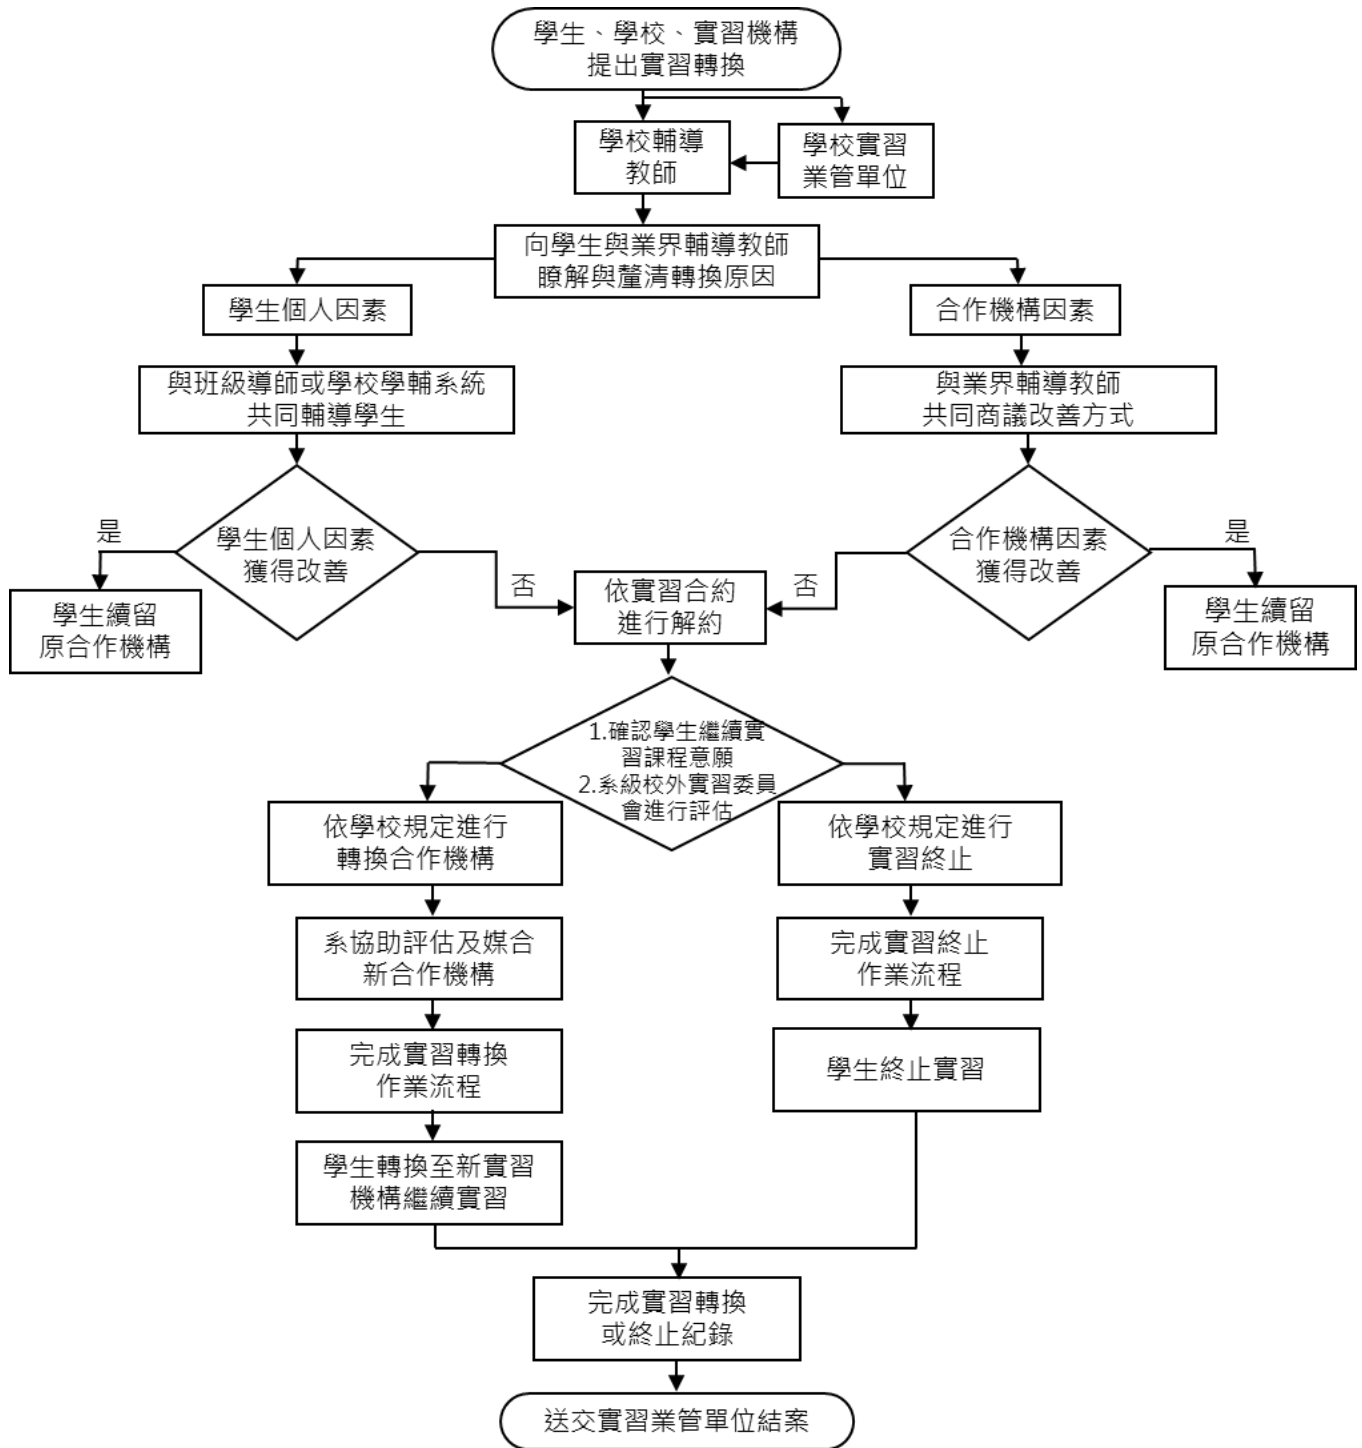 學生、學校、實習機構
提出實習轉換
學校輔導
教師
學校實習
業管單位
向學生與業界輔導教師
瞭解與釐清轉換原因
學生個人因素
合作機構因素
與班級導師或學校學輔系統
共同輔導學生
與業界輔導教師
共同商議改善方式
學生個人因素
獲得改善
合作機構因素
獲得改善
是
否
否
是
學生續留
原合作機構
依實習合約
進行解約
學生續留
原合作機構
1.確認學生繼續實
習課程意願
2.系級校外實習委員
會進行評估
依學校規定進行
轉換合作機構
依學校規定進行
實習終止
系協助評估及媒合
新合作機構
完成實習終止
作業流程
完成實習轉換
作業流程
學生終止實習
學生轉換至新實習
機構繼續實習
完成實習轉換
或終止紀錄
送交實習業管單位結案